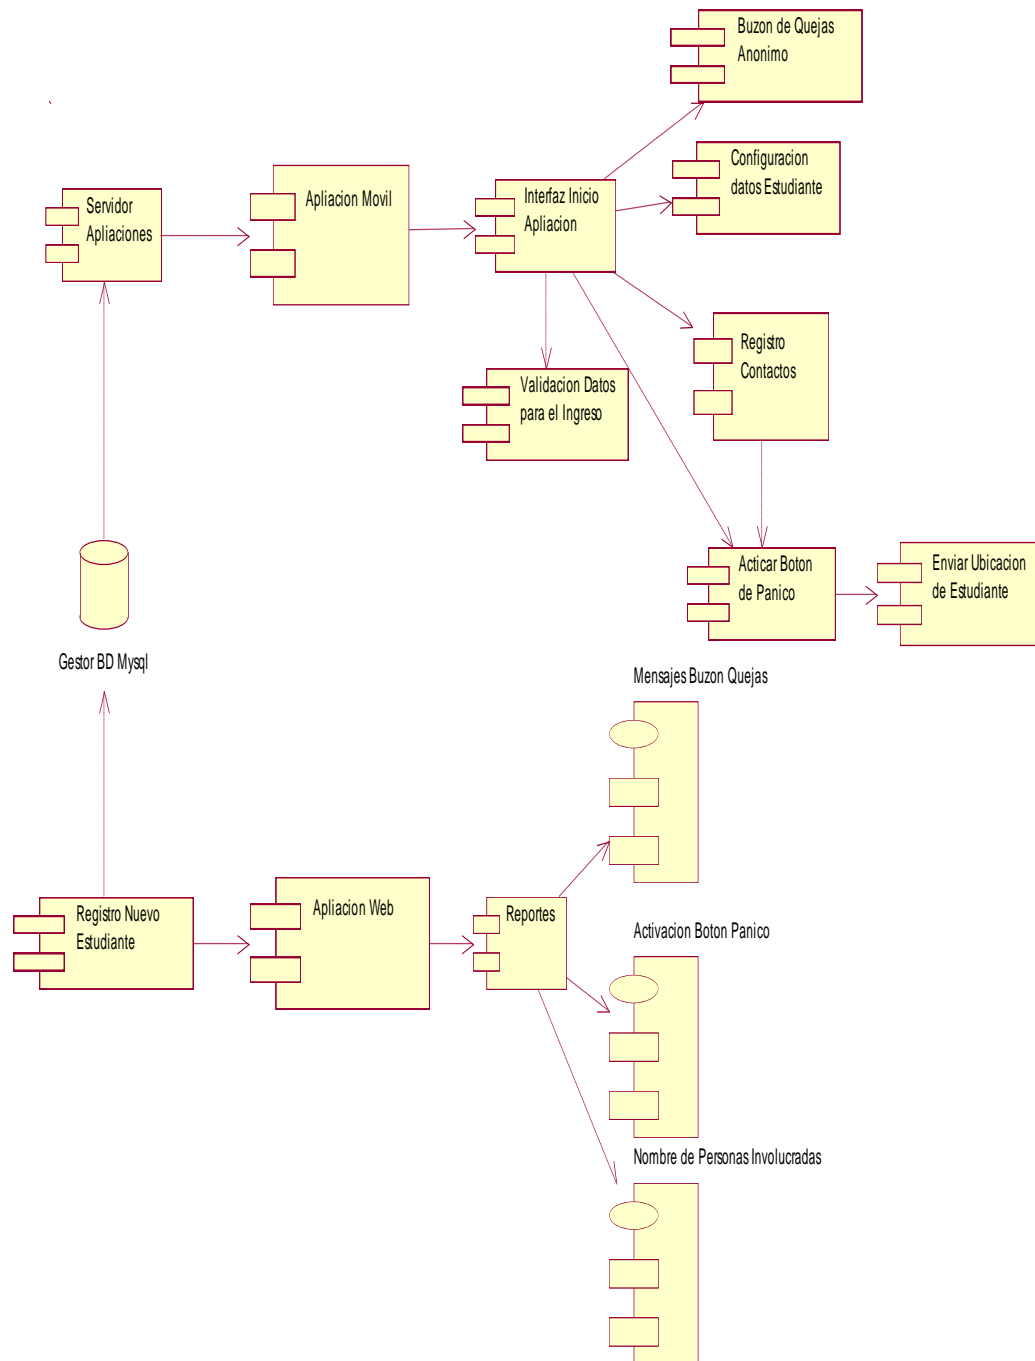 Buzon de Quejas
Anonimo
Configuracion
datos Estudiante
Servidor
Apliaciones
Apliacion Movil
Interfaz Inicio
Apliacion
Registro
Contactos
Validacion Datos
para el Ingreso
Acticar Boton
de Panico
Enviar Ubicacion
de Estudiante
Gestor BD Mysql
Mensajes Buzon Quejas
Registro Nuevo
Estudiante
Apliacion Web
Reportes
Activacion Boton Panico
Nombre de Personas Involucradas